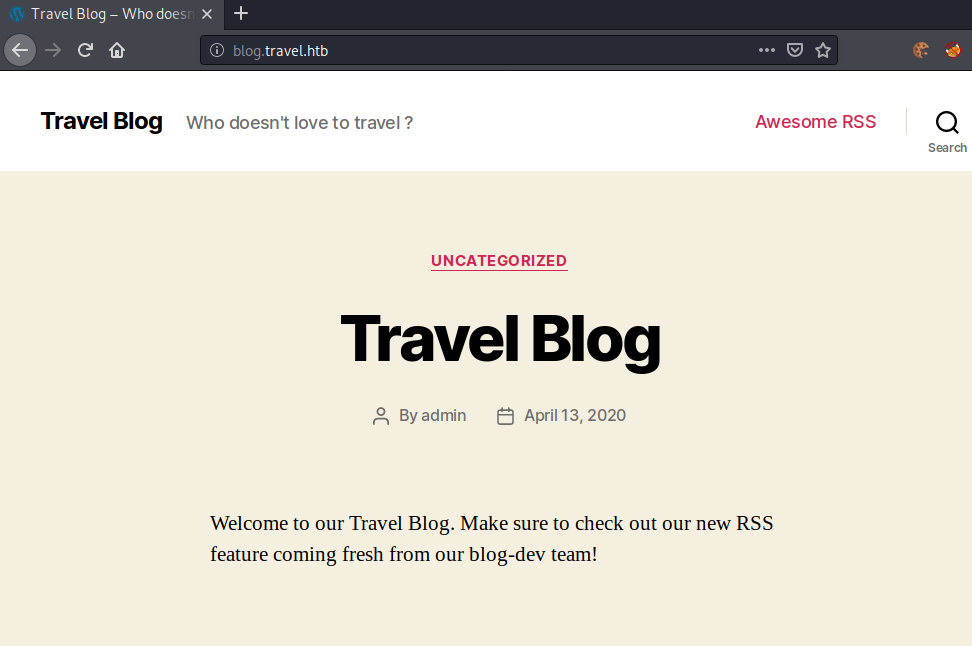 Travel Blog – Who doesn
blog.travel.htb
Travel Blog Who doesn't love to travel ? Awesome RSS
Search
UNCATEGORIZED
Travel Blog
By admin April 13, 2020
Welcome to our Travel Blog. Make sure to check out our new RSS
feature coming fresh from our blog-dev team!